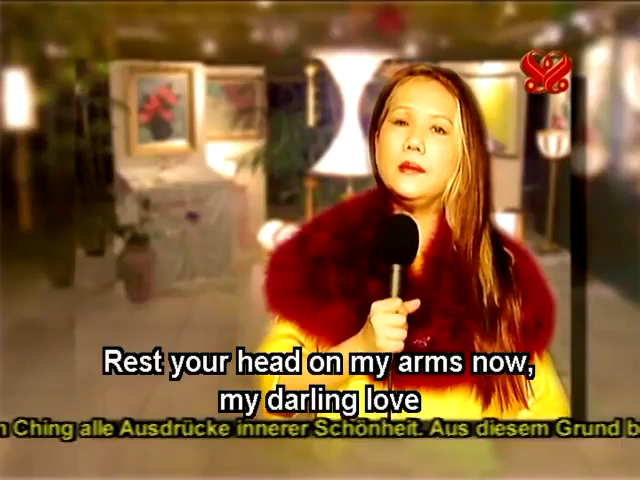 Rest your head on my arms now,
my darling love
Ching alle Ausdrücke innerer Schönheit. Aus diesem Grund